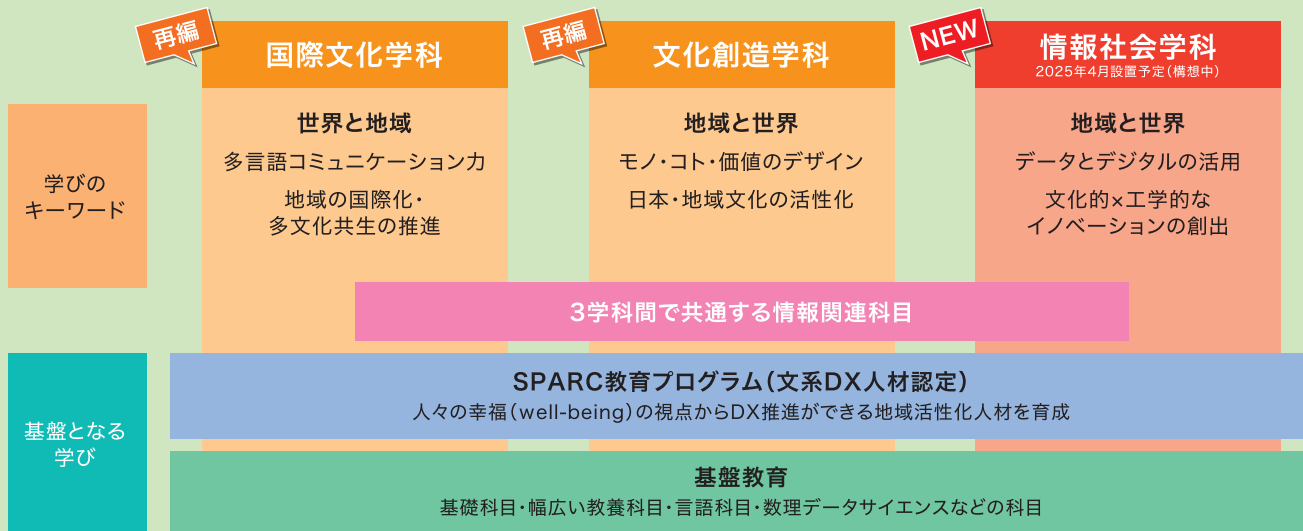 再編
国際文化学科
再編
文化創造学科
NEW
情報社会学科
2025年4月設置予定(構想中)
学びの
キーワード
世界と地域
多言語コミュニケーション力
地域の国際化・
多文化共生の推進
地域と世界
モノ・コト・価値のデザイン
日本・地域文化の活性化
地域と世界
データとデジタルの活用
文化的×工学的な
イノベーションの創出
3学科間で共通する情報関連科目
基盤となる
学び
SPARC教育プログラム(文系DX人材認定)
人々の幸福(well-being)の視点からDX推進ができる地域活性化人材を育成
基盤教育
基礎科目・幅広い教養科目・言語科目・数理データサイエンスなどの科目